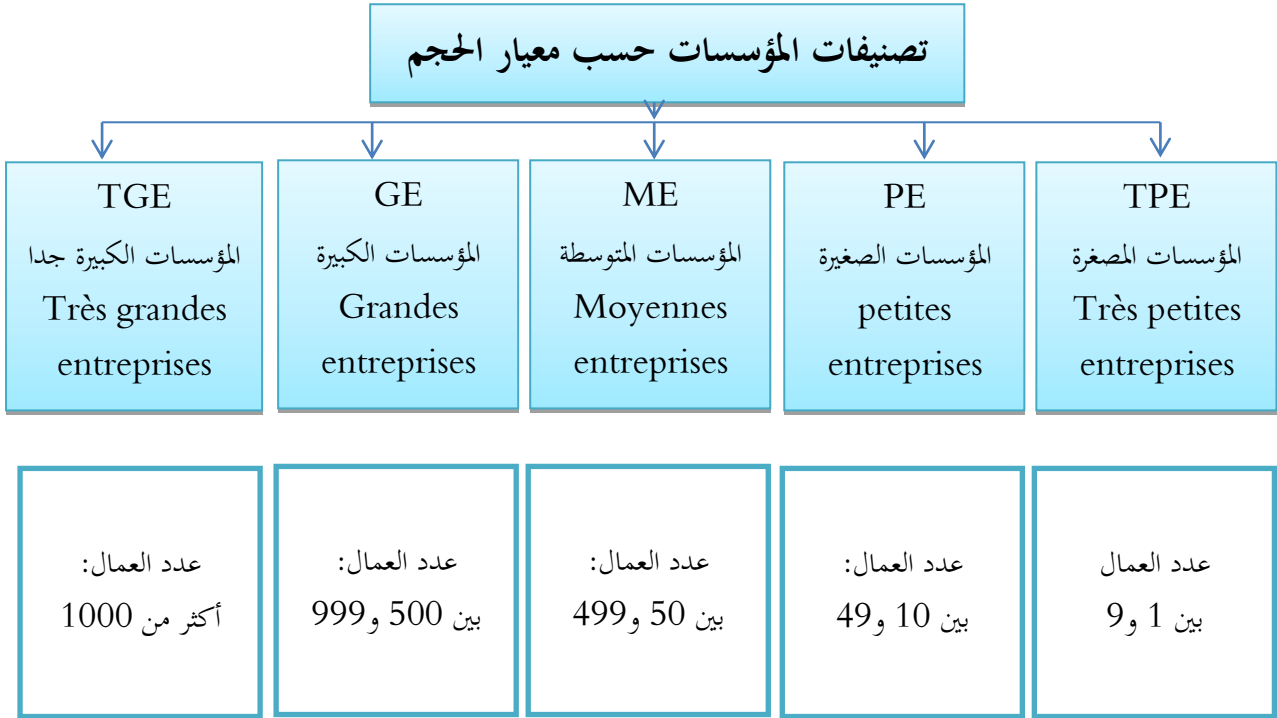 تصنيفات المؤسسات حسب معيار الحجم
TPE
المؤسسات المصغرة
Très petites
entreprises
PE
المؤسسات الصغيرة
petites
entreprises
ME
المؤسسات المتوسطة
Moyennes
entreprises
GE
المؤسسات الكبيرة
Grandes
entreprises
TGE
المؤسسات الكبيرة جدا
Très grandes
entreprises
عدد العمال
بين 1 و9
عدد العمال:
بين 10 و49
عدد العمال:
بين 50 و499
عدد العمال:
بين 500 و999
عدد العمال:
أكثر من 1000